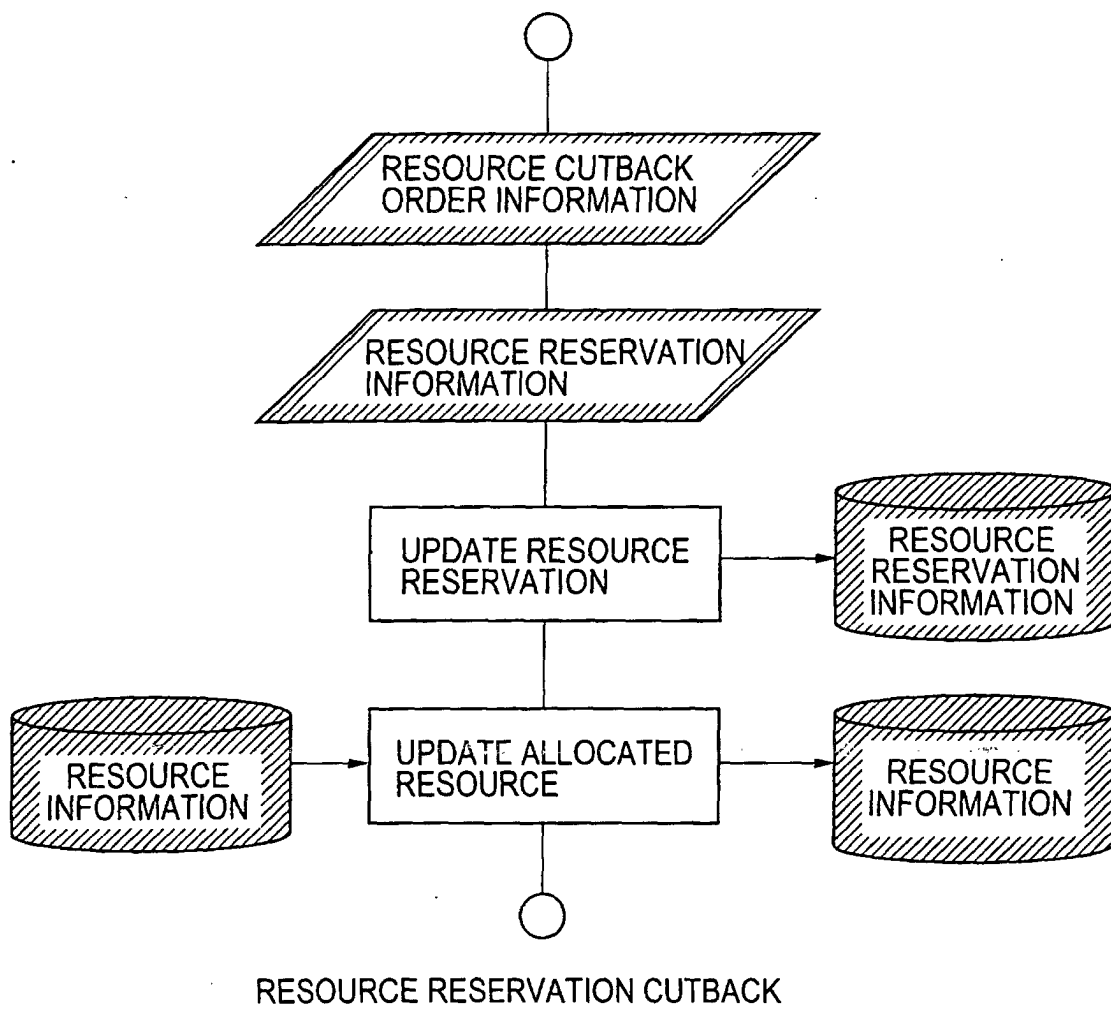 RESOURCE CUTBACK
ORDER INFORMATION
RESOURCE RESERVATION
INFORMATION
UPDATE RESOURCE
RESERVATION
RESOURCE
RESERVATION
INFORMATION
RESOURCE
INFORMATION
UPDATE ALLOCATED
RESOURCE
RESOURCE
INFORMATION
RESOURCE RESERVATION CUTBACK